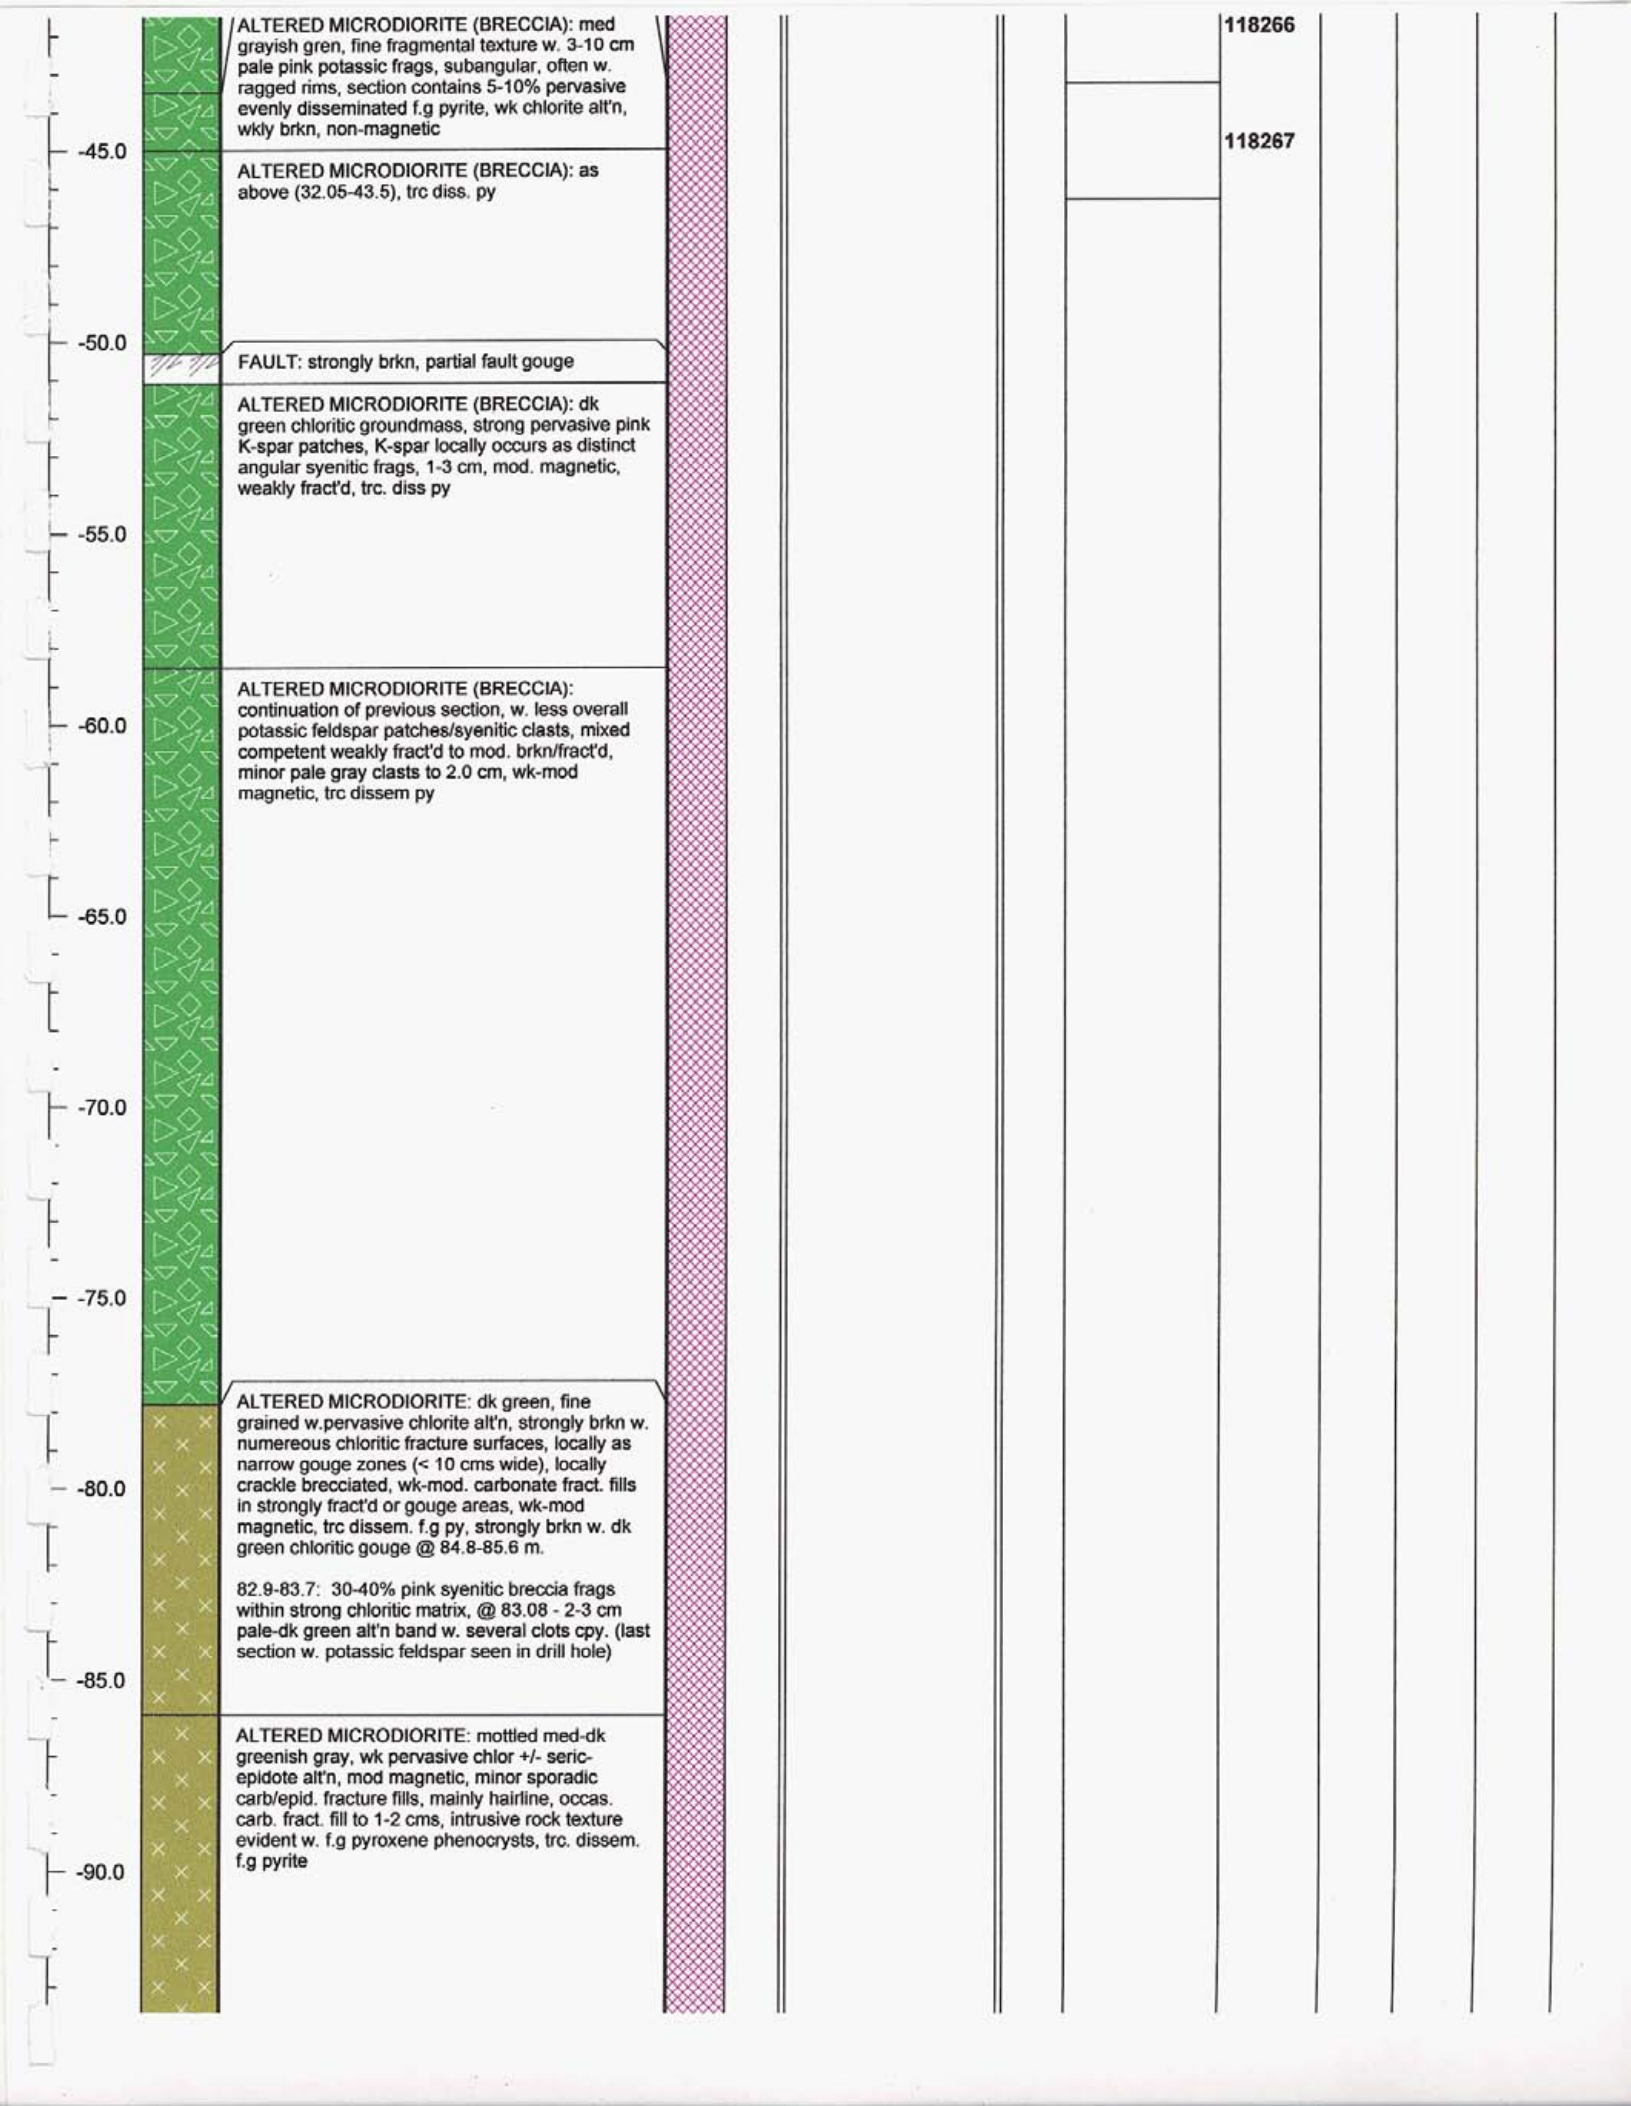 ALTERED MICRODIORITE (BRECCIA): med
grayish gren, fine fragmental texture w. 3-10 cm
pale pink potassic frags, subangular, often w.
ragged rims, section contains 5-10% pervasive
evenly disseminated f.g pyrite, wk chlorite alt'n,
wkly brkn, non-magnetic
118266
118267
-45.0
ALTERED MICRODIORITE (BRECCIA): as
above (32.05-43.5), trc diss. py
-50.0
FAULT: strongly brkn, partial fault gouge
ALTERED MICRODIORITE (BRECCIA): dk
green chloritic groundmass, strong pervasive pink
K-spar patches, K-spar locally occurs as distinct
angular syenitic frags, 1-3 cm, mod. magnetic,
weakly fract'd, trc. diss py
-55.0
ALTERED MICRODIORITE (BRECCIA):
continuation of previous section, w. less overall
potassic feldspar patches/syenitic clasts, mixed
competent weakly fract'd to mod. brkn/fract'd,
minor pale gray clasts to 2.0 cm, wk-mod
magnetic, trc dissem py
-60.0
-65.0
-70.0
-75.0
ALTERED MICRODIORITE: dk green, fine
grained w.pervasive chlorite alt'n, strongly brkn w.
numereous chloritic fracture surfaces, locally as
narrow gouge zones (< 10 cms wide), locally
crackle brecciated, wk-mod. carbonate fract. fills
in strongly fract'd or gouge areas, wk-mod
magnetic, trc dissem. f.g py, strongly brkn w. dk
green chloritic gouge @ 84.8-85.6 m.
-80.0
82.9-83.7: 30-40% pink syenitic breccia frags
within strong chloritic matrix, @ 83.08 - 2-3 cm
pale-dk green alt'n band w. several clots cpy. (last
section w. potassic feldspar seen in drill hole)
-85.0
ALTERED MICRODIORITE: mottled med-dk
greenish gray, wk pervasive chlor +/- seric-
epidote alt'n, mod magnetic, minor sporadic
carb/epid. fracture fills, mainly hairline, occas.
carb. fract. fill to 1-2 cms, intrusive rock texture
evident w. f.g pyroxene phenocrysts, trc. dissem.
f.g pyrite
-90.0